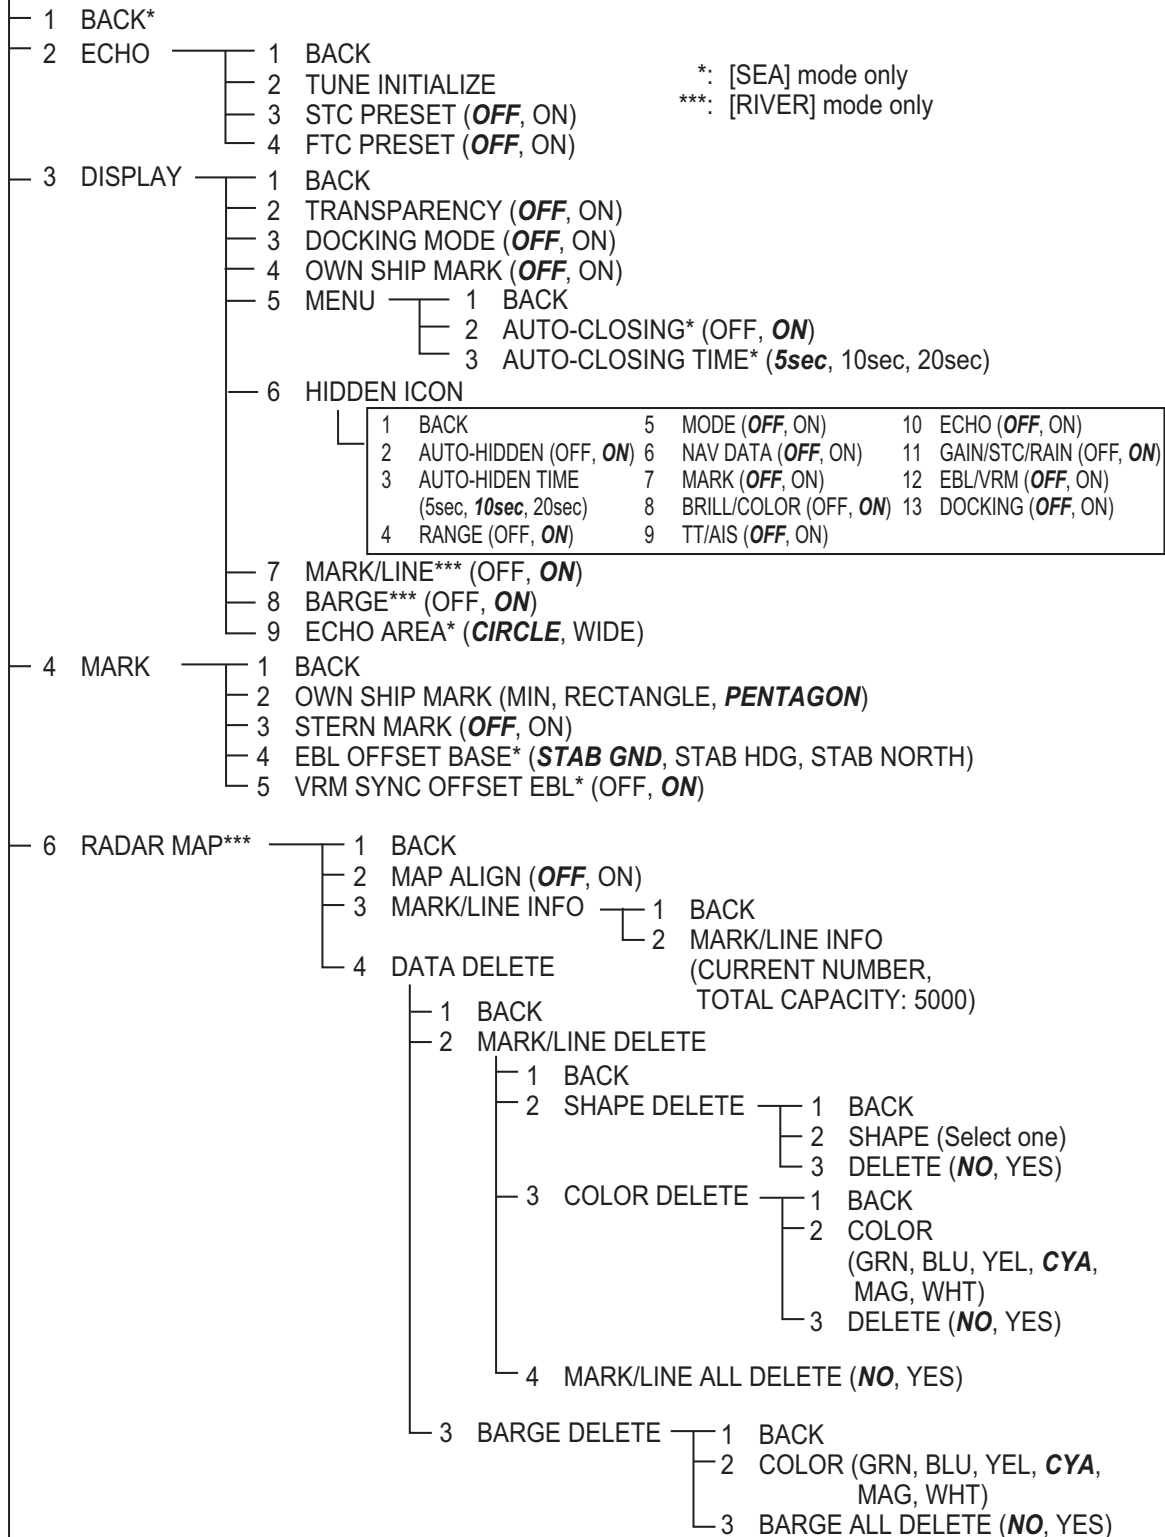 1 BACK*
2 ECHO
1 BACK
2 TUNE INITIALIZE
3 STC PRESET (OFF, ON)
4 FTC PRESET (OFF, ON)
*: [SEA] mode only
***: [RIVER] mode only
3 DISPLAY
1 BACK
2 TRANSPARENCY (OFF, ON)
3 DOCKING MODE (OFF, ON)
4 OWN SHIP MARK (OFF, ON)
5 MENU
1 BACK
2 AUTO-CLOSING* (OFF, ON)
3 AUTO-CLOSING TIME* (5sec, 10sec, 20sec)
6 HIDDEN ICON
1 BACK
2 AUTO-HIDDEN (OFF, ON)
3 AUTO-HIDEN TIME
(5sec, 10sec, 20sec)
4 RANGE (OFF, ON)
5 MODE (OFF, ON)
6 NAV DATA (OFF, ON)
7 MARK (OFF, ON)
8 BRILL/COLOR (OFF, ON)
9 TT/AIS (OFF, ON)
10 ECHO (OFF, ON)
11 GAIN/STC/RAIN (OFF, ON)
12 EBL/VRM (OFF, ON)
13 DOCKING (OFF, ON)
7 MARK/LINE*** (OFF, ON)
8 BARGE*** (OFF, ON)
9 ECHO AREA* (CIRCLE, WIDE)
4 MARK
1 BACK
2 OWN SHIP MARK (MIN, RECTANGLE, PENTAGON)
3 STERN MARK (OFF, ON)
4 EBL OFFSET BASE* (STAB GND, STAB HDG, STAB NORTH)
5 VRM SYNC OFFSET EBL* (OFF, ON)
6 RADAR MAP***
1 BACK
2 MAP ALIGN (OFF, ON)
3 MARK/LINE INFO
1 BACK
2 MARK/LINE INFO
(CURRENT NUMBER,
TOTAL CAPACITY: 5000)
4 DATA DELETE
1 BACK
2 MARK/LINE DELETE
1 BACK
2 SHAPE DELETE
1 BACK
2 SHAPE (Select one)
3 DELETE (NO, YES)
3 COLOR DELETE
1 BACK
2 COLOR
(GRN, BLU, YEL, CYA,
MAG, WHT)
3 DELETE (NO, YES)
4 MARK/LINE ALL DELETE (NO, YES)
3 BARGE DELETE
1 BACK
2 COLOR (GRN, BLU, YEL, CYA,
MAG, WHT)
3 BARGE ALL DELETE (NO, YES)